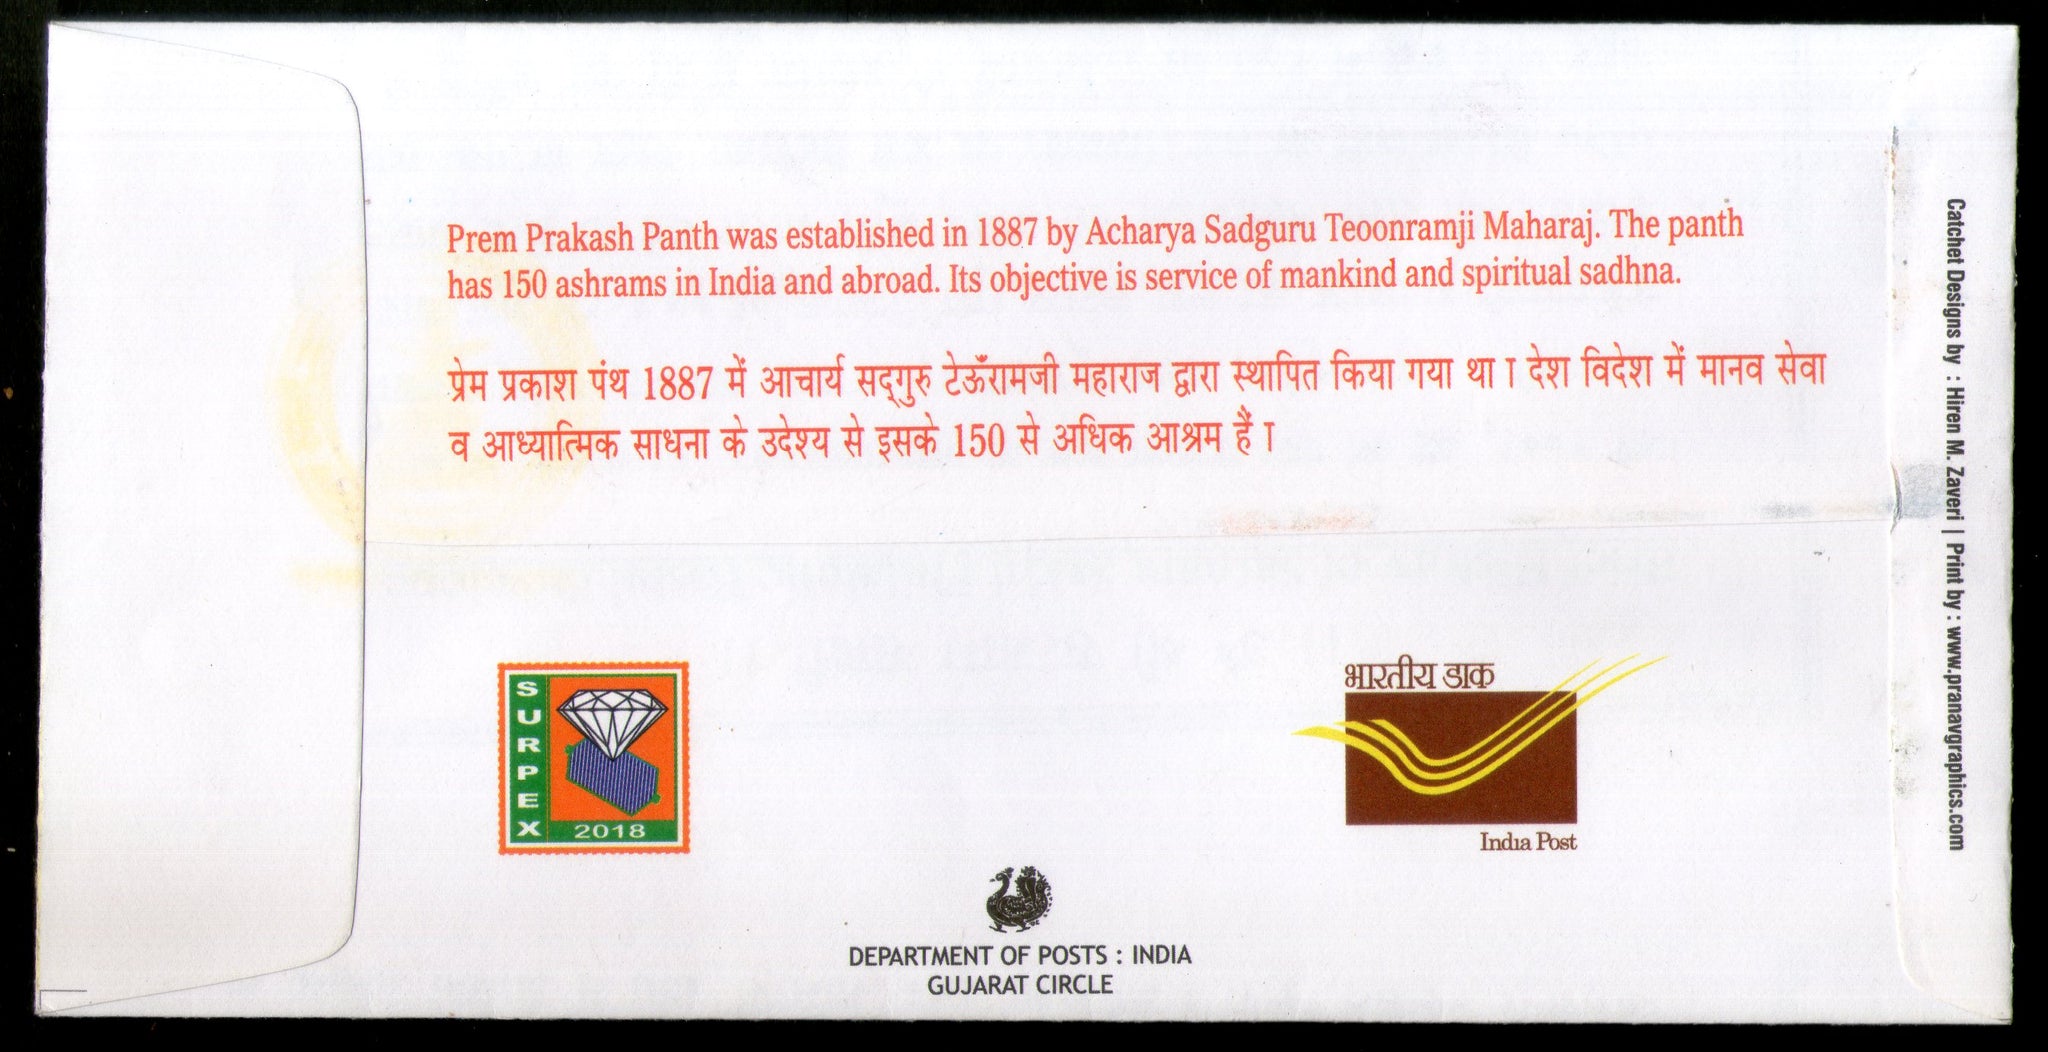 Prem Prakash Panth was established in 1887 by Acharya Sadguru Teoonramji Maharaj. The panth
has 150 ashrams in India and abroad. Its objective is service of mankind and spiritual sadhna.
प्रेम प्रकाश पंथ 1887 में आचार्य सद्‌गुरु टेऊँरामजी महाराज द्वारा स्थापित किया गया था । देश विदेश में मानव सेवा
व आध्यात्मिक साधना के उदेश्य से इसके 150 से अधिक आश्रम हैं ।
SURPEX
2018
भारतीय डाक
India Post
DEPARTMENT OF POSTS : INDIA
GUJARAT CIRCLE
Catchet Designs by : Hiren M. Zaveri | Print by : www.pranavgraphics.com